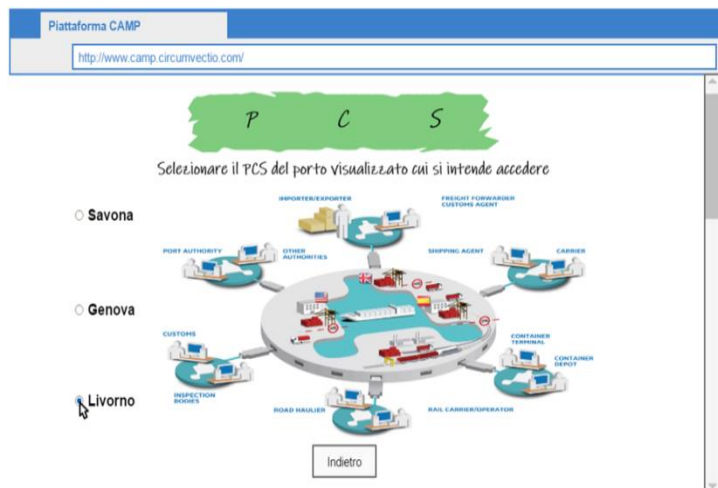 Piattaforma CAMP
http://www.camp.circumvectio.com/
P C S
Selezionare il PCS del porto visualizzato cui si intende accedere
IMPORTER/EXPORTER
FREIGHT FORWARDER
CUSTOMS AGENT
Savona
PORT AUTHORITY
OTHER
AUTHORITIES
SHIPPING AGENT
CARRIER
Genova
CUSTOMS
CONTAINER
TERMINAL
CONTAINER
DEPOT
INSPECTION
BODIES
Livorno
ROAD HAULIER
RAIL CARRIER/OPERATOR
Indietro